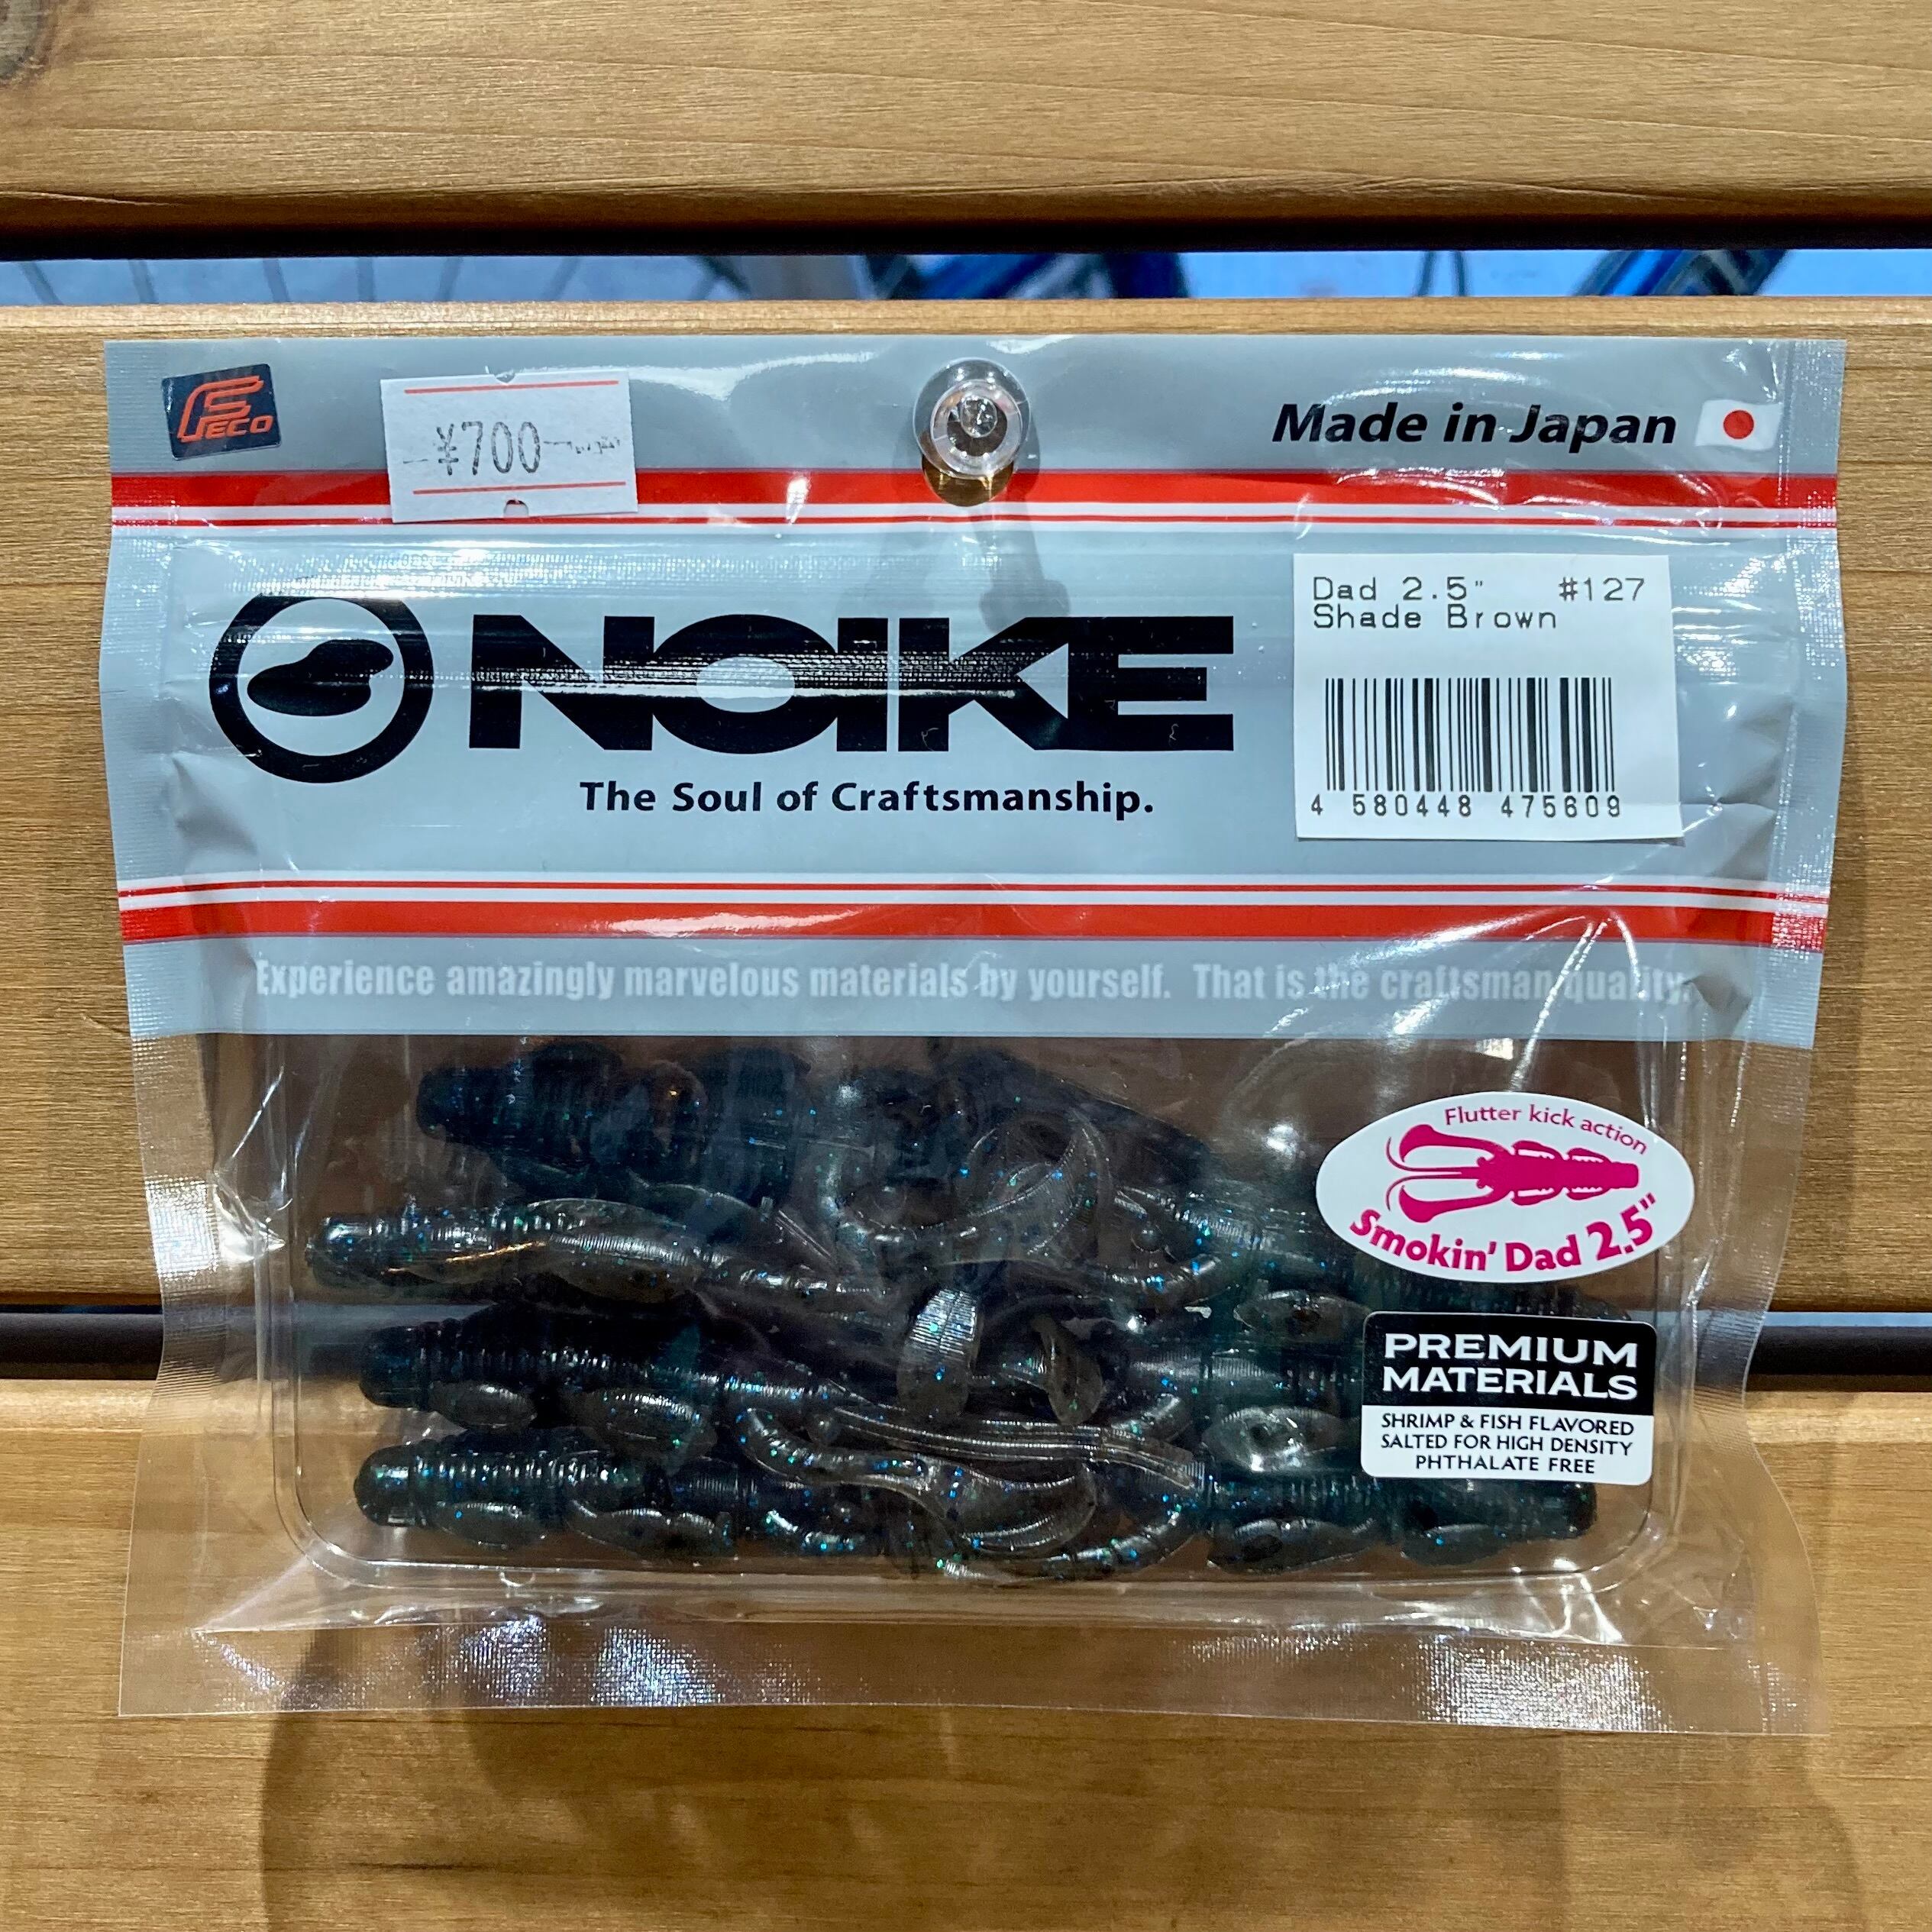 FECO
¥700
Made in Japan
NOIKE
The Soul of Craftsmanship.
Dad 2.5" #127
Shade Brown
4 580448 475609
Experience amazingly marvelous materials by yourself. That is the craftsman quality.
Flutter kick action
Smokin' Dad 2.5"
PREMIUM
MATERIALS
SHRIMP & FISH FLAVORED
SALTED FOR HIGH DENSITY
PHTHALATE FREE